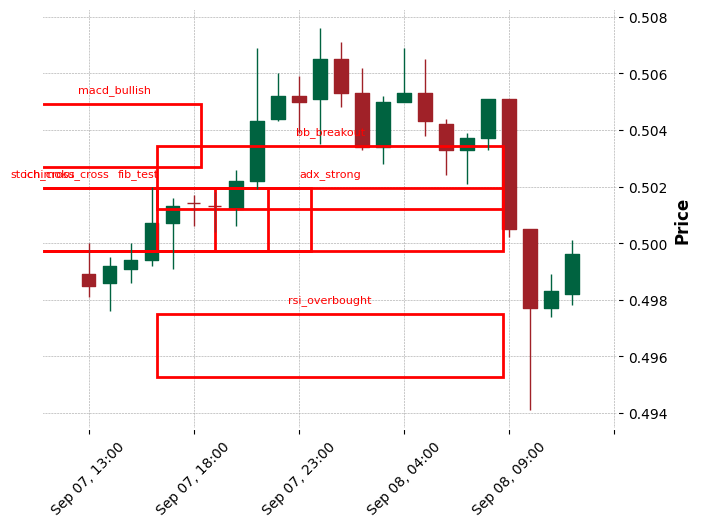 0.508
macd_bullish
0.506
bb_breakout
0.504
fib_test
adx_strong
0.502
Price
0.500
rsi_overbought
0.498
0.496
0.494
Sep 07, 13:00
Sep 07, 18:00
Sep 07, 23:00
Sep 08, 04:00
Sep 08, 09:00